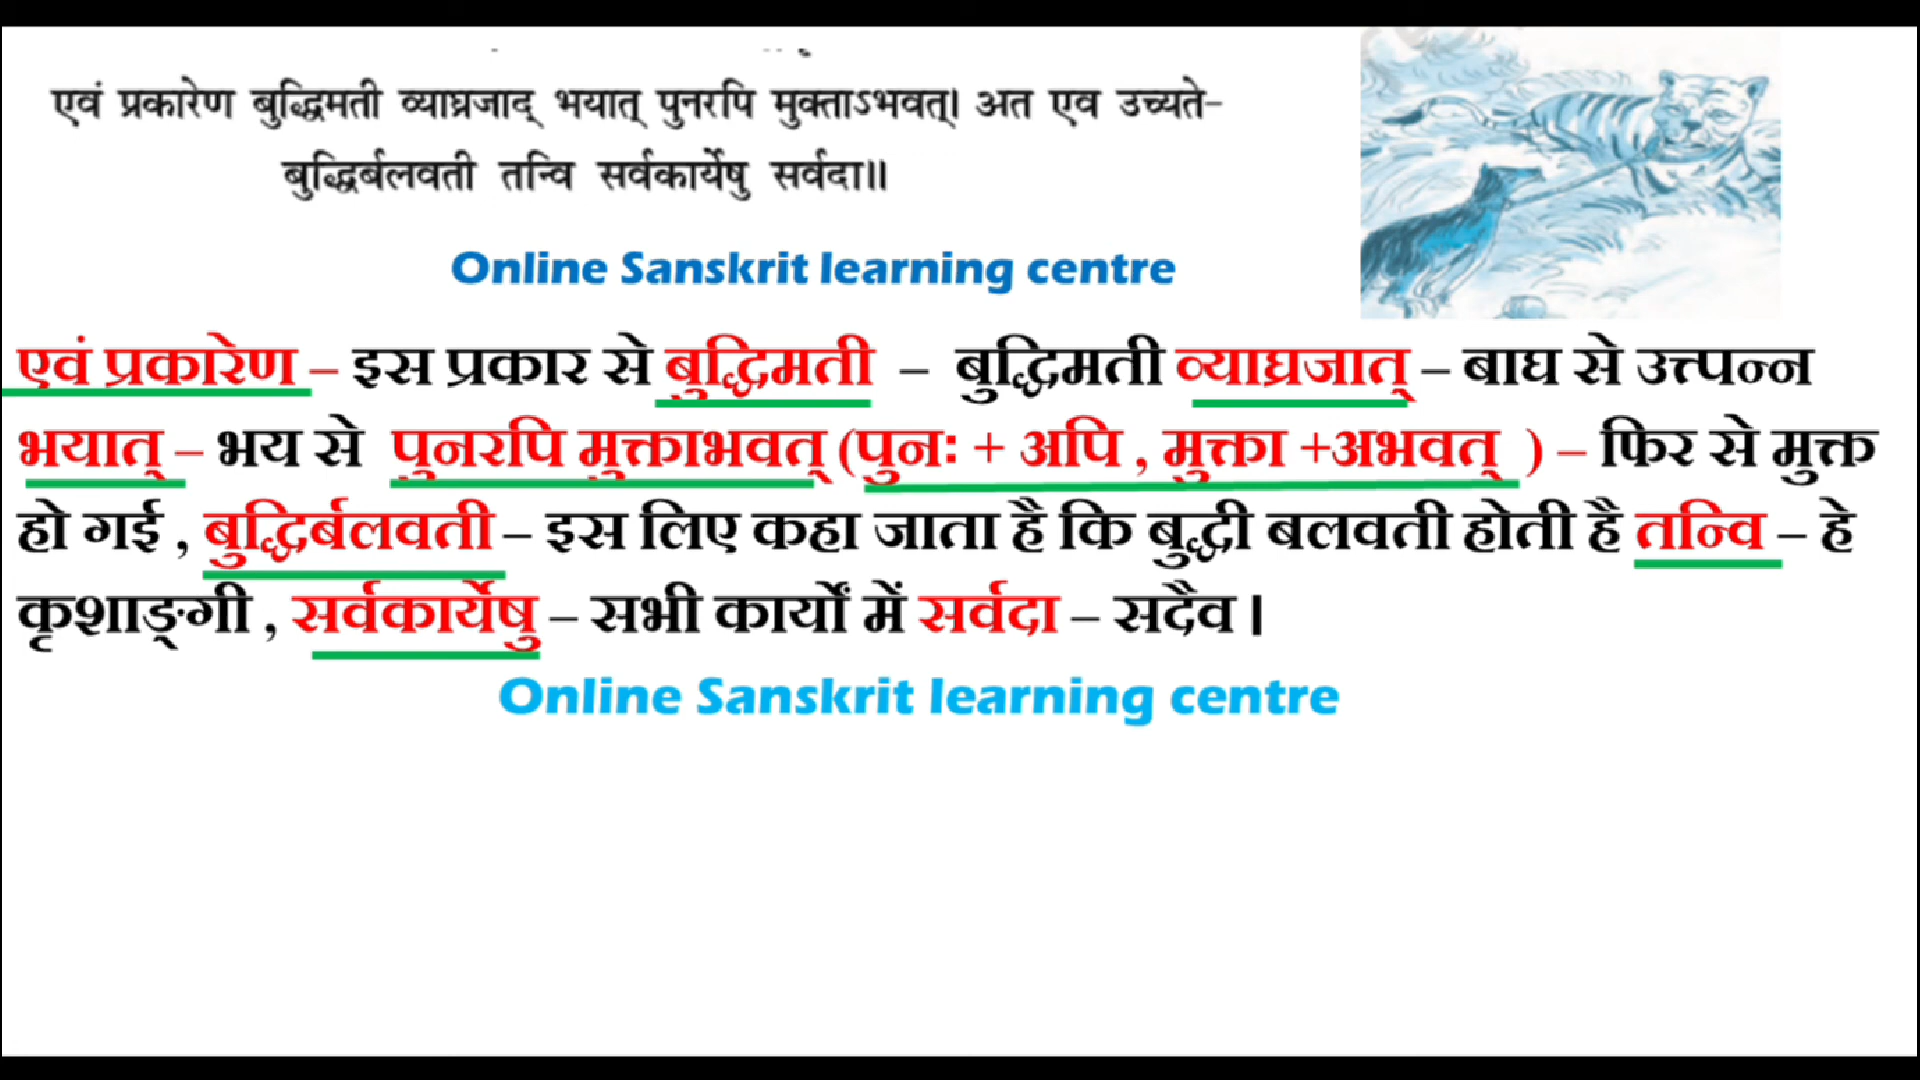 एवं प्रकारेण बुद्धिमती व्याघ्रजाद् भयात् पुनरपि मुक्ताऽभवत्। अत एव उच्यते-
बुद्धिर्बलवती तन्वि सर्वकार्येषु सर्वदा॥
Online Sanskrit learning centre
एवं प्रकारेण – इस प्रकार से बुद्धिमती – बुद्धिमती व्याघ्रजात् – बाघ से उत्त्पन्न
भयात् – भय से पुनरपि मुक्ताभवत् (पुनः + अपि , मुक्ता +अभवत् ) – फिर से मुक्त
हो गई , बुद्धिर्बलवती – इस लिए कहा जाता है कि बुद्धी बलवती होती है तन्वि – हे
कृशाङ्गी , सर्वकार्येषु – सभी कार्यों में सर्वदा – सदैव ।
Online Sanskrit learning centre